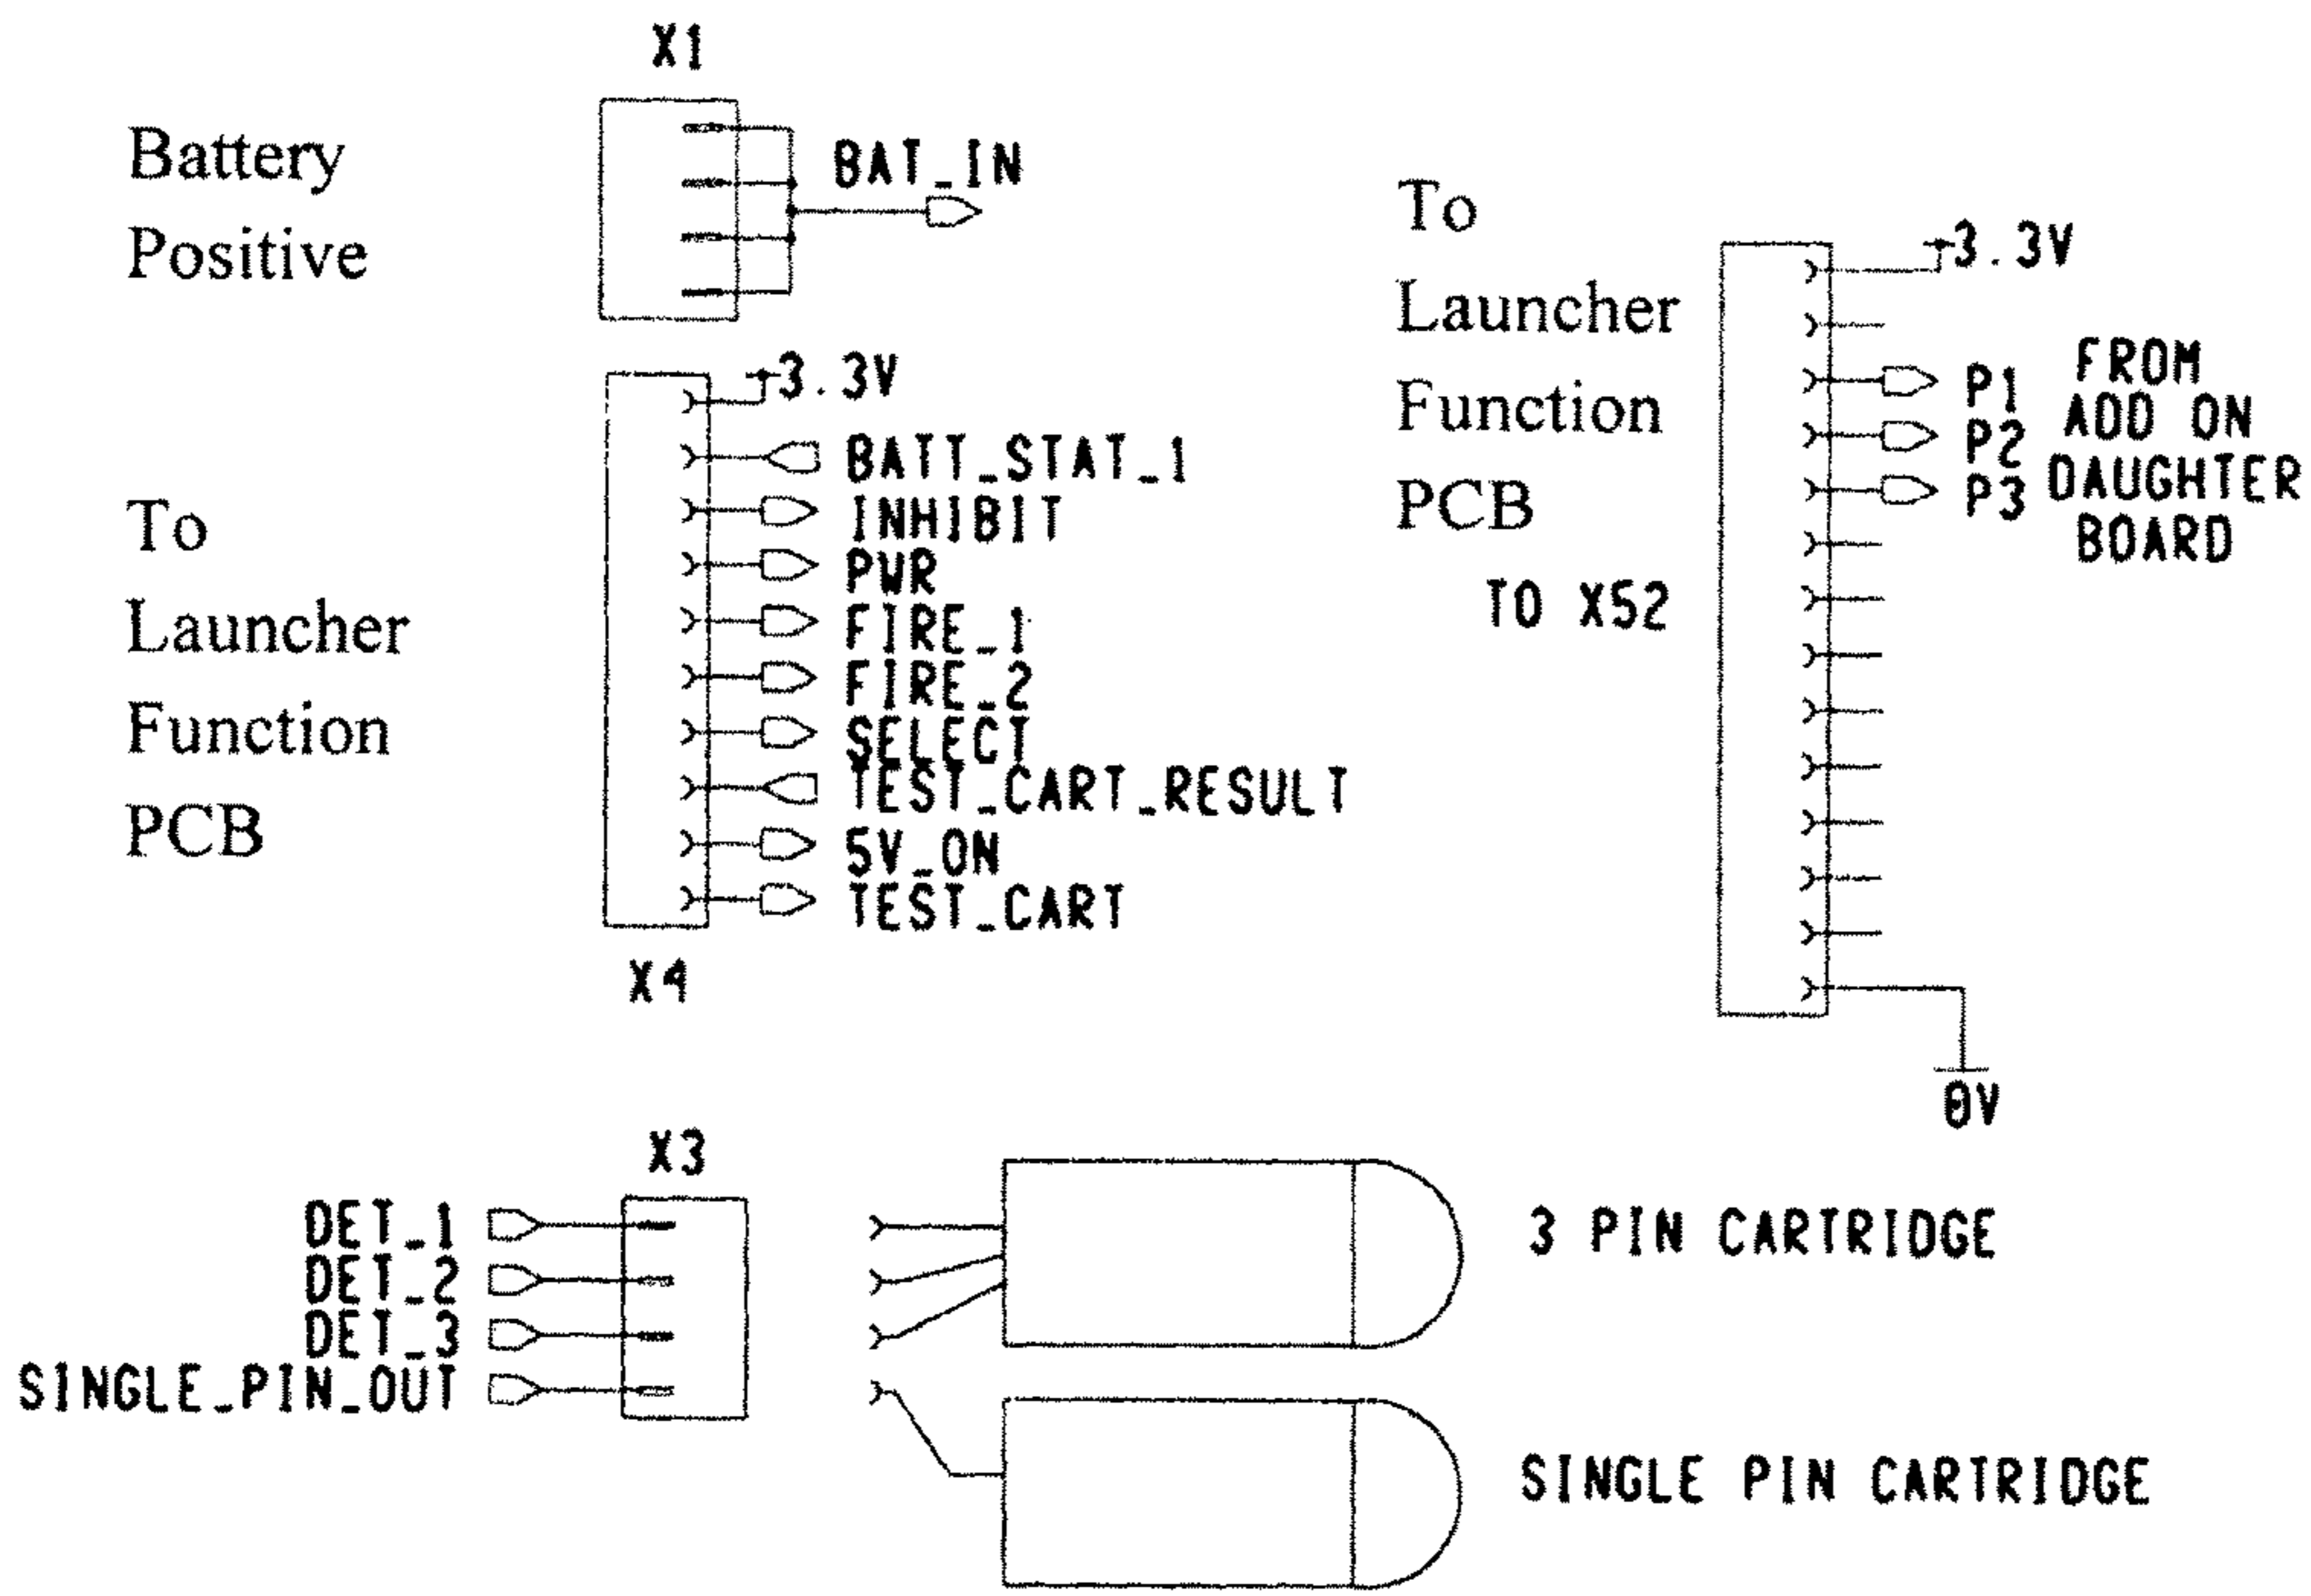 X1
Battery
Positive
BAT_IN
3.3V
BATT_STAT_1
INHIBIT
PWR
FIRE_1
FIRE_2
SELECT
TEST_CART_RESULT
5V_ON
TEST_CART
To
Launcher
Function
PCB
X4
To
Launcher
Function
PCB
TO X52
3.3V
P1
P2
P3
FROM
ADD ON
DAUGHTER
BOARD
0V
X3
DET_1
DET_2
DET_3
SINGLE_PIN_OUT
3 PIN CARTRIDGE
SINGLE PIN CARTRIDGE